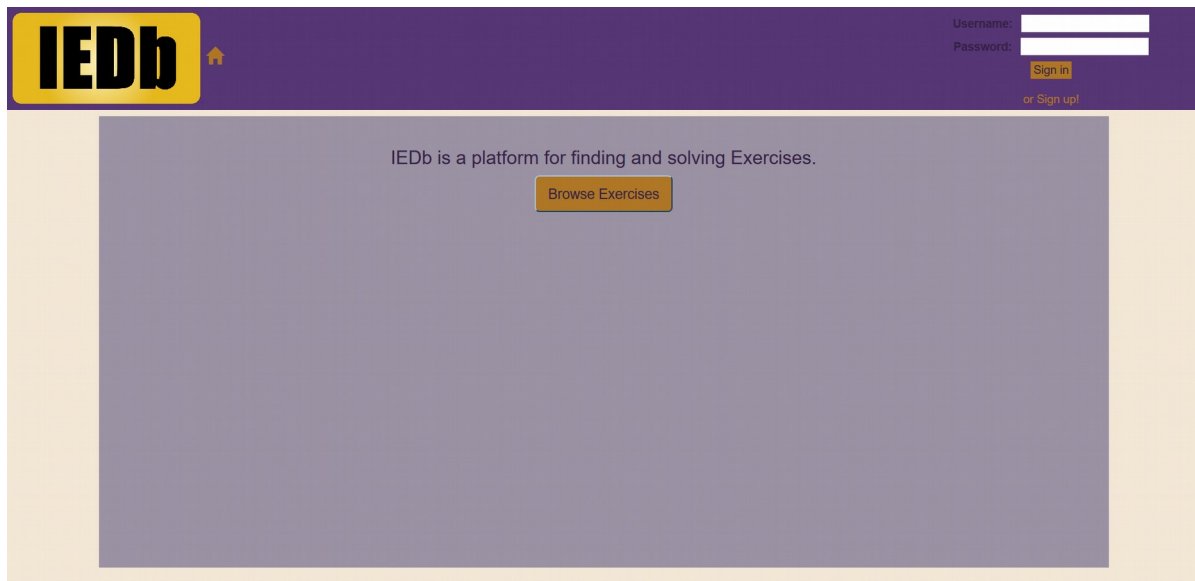 IEDb
Username:
Password:
Sign in
or Sign up!
IEDb is a platform for finding and solving Exercises.
Browse Exercises